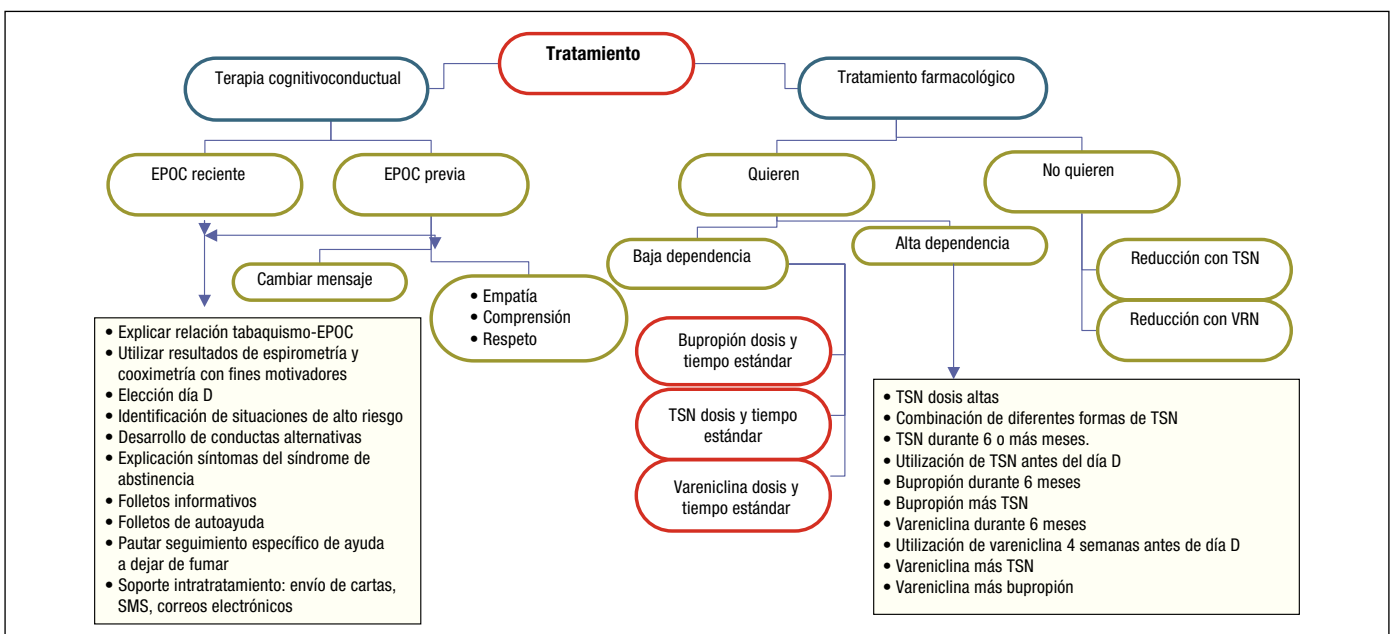 Tratamiento
Terapia cognitivoconductual
Tratamiento farmacológico
EPOC reciente
EPOC previa
Quieren
No quieren
Cambiar mensaje
• Empatía
• Comprensión
• Respeto
Baja dependencia
Alta dependencia
Reducción con TSN
Reducción con VRN
• Explicar relación tabaquismo-EPOC
• Utilizar resultados de espirometría y
cooximetría con fines motivadores
• Elección día D
• Identificación de situaciones de alto riesgo
• Desarrollo de conductas alternativas
• Explicación síntomas del síndrome de
abstinencia
• Folletos informativos
• Folletos de autoayuda
• Pautar seguimiento específico de ayuda
a dejar de fumar
• Soporte intratratamiento: envío de cartas,
SMS, correos electrónicos
Bupropión dosis y
tiempo estándar
TSN dosis y tiempo
estándar
Vareniclina dosis y
tiempo estándar
• TSN dosis altas
• Combinación de diferentes formas de TSN
• TSN durante 6 o más meses.
• Utilización de TSN antes del día D
• Bupropión durante 6 meses
• Bupropión más TSN
• Vareniclina durante 6 meses
• Utilización de vareniclina 4 semanas antes de día D
• Vareniclina más TSN
• Vareniclina más bupropión